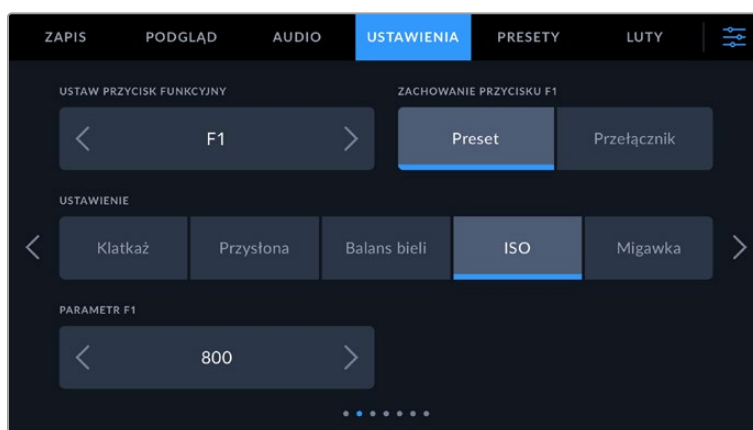 ZAPIS PODGLĄD AUDIO USTAWIENIA PRESETY LUTY
USTAW PRZYCISK FUNKCYJNY ZACHOWANIE PRZYCISKU F1
F1 Preset Przełącznik
USTAWIENIE
Klatkaż Przysłona Balans bieli ISO Migawka
PARAMETR F1
800